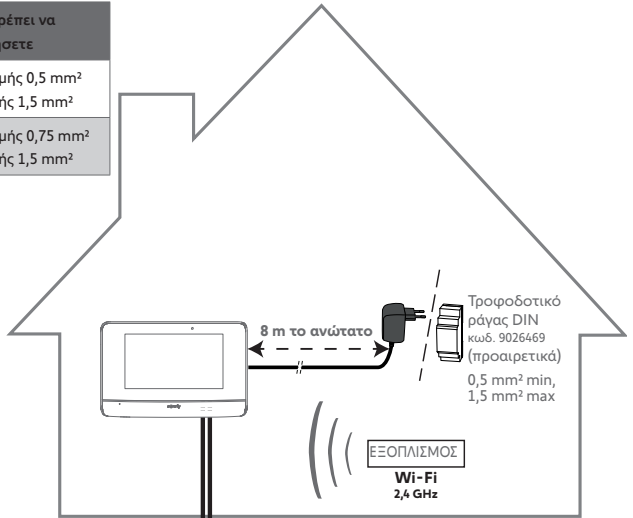 ρέπει να
ήσετε
μής 0,5 mm²
ής 1,5 mm²
μής 0,75 mm²
ής 1,5 mm²
8 m το ανώτατο
Τροφοδοτικό
ράγας DIN
κωδ. 9026469
(προαιρετικά)
0,5 mm² min,
1,5 mm² max
somfy
ΕΞΟΠΛΙΣΜΟΣ
Wi-Fi
2,4 GHz